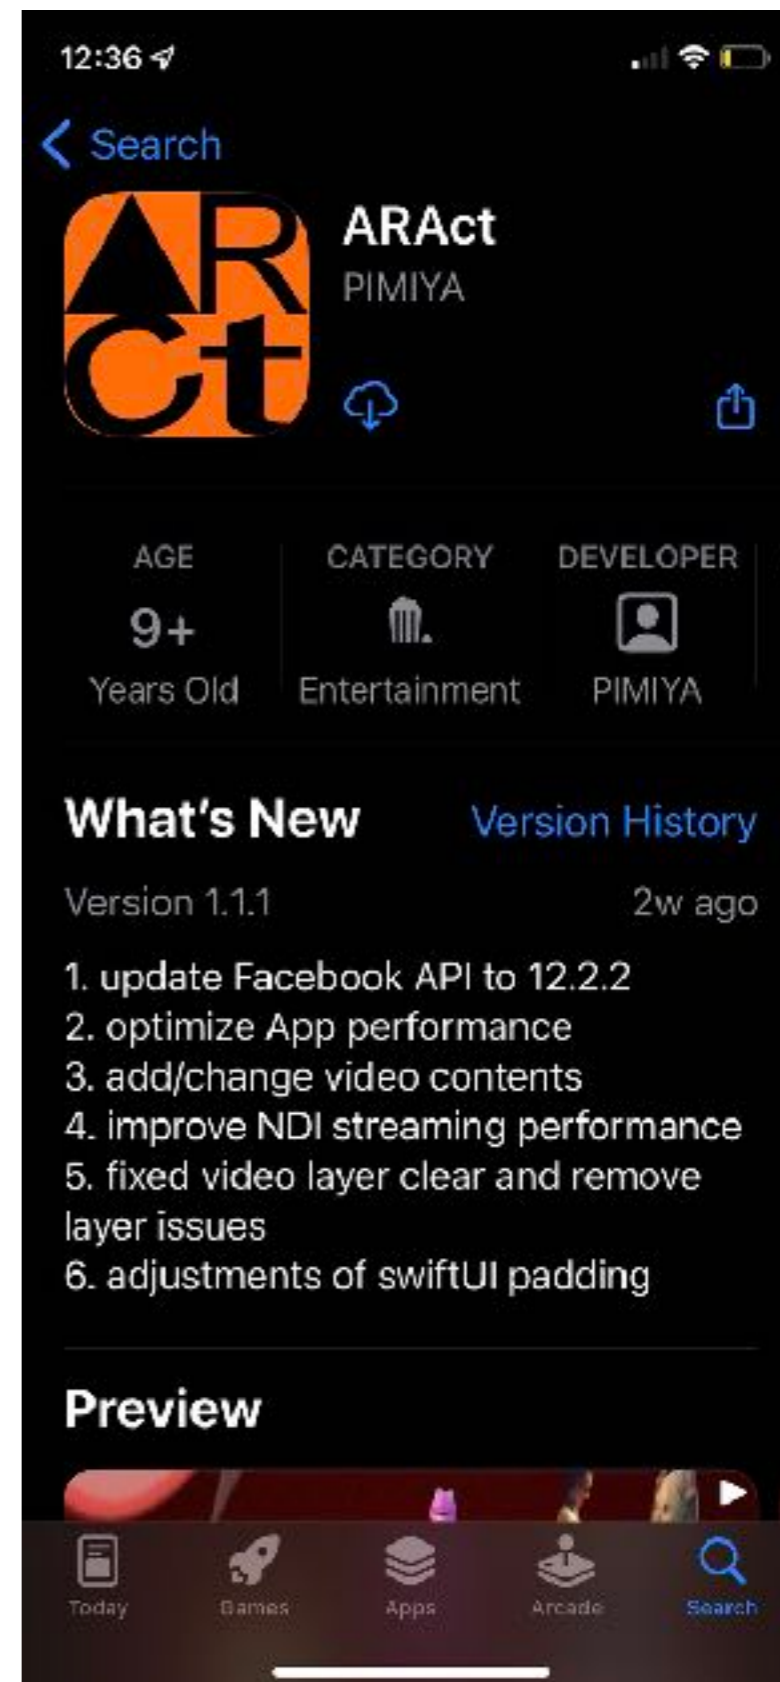 12:36
Search
AR
Ct
ARAct
PIMIYA
AGE
CATEGORY
DEVELOPER
9+
Years Old
Entertainment
PIMIYA
What's New
Version History
Version 1.1.1
2w ago
1. update Facebook API to 12.2.2
2. optimize App performance
3. add/change video contents
4. improve NDI streaming performance
5. fixed video layer clear and remove
layer issues
6. adjustments of swiftUI padding
Preview
Today
Games
Apps
Arcade
Search